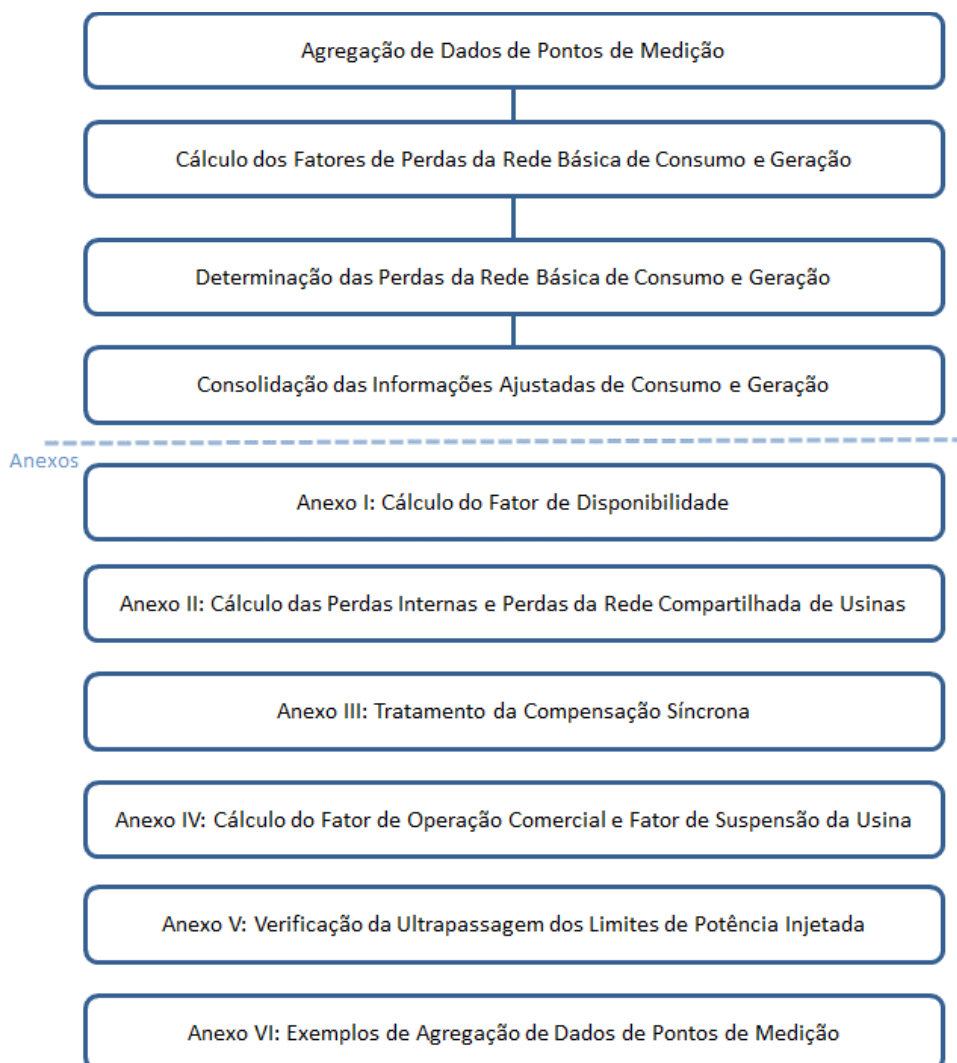 Agregação de Dados de Pontos de Medição
Cálculo dos Fatores de Perdas da Rede Básica de Consumo e Geração
Determinação das Perdas da Rede Básica de Consumo e Geração
Consolidação das Informações Ajustadas de Consumo e Geração
Anexos
Anexo I: Cálculo do Fator de Disponibilidade
Anexo II: Cálculo das Perdas Internas e Perdas da Rede Compartilhada de Usinas
Anexo III: Tratamento da Compensação Síncrona
Anexo IV: Cálculo do Fator de Operação Comercial e Fator de Suspensão da Usina
Anexo V: Verificação da Ultrapassagem dos Limites de Potência Injetada
Anexo VI: Exemplos de Agregação de Dados de Pontos de Medição